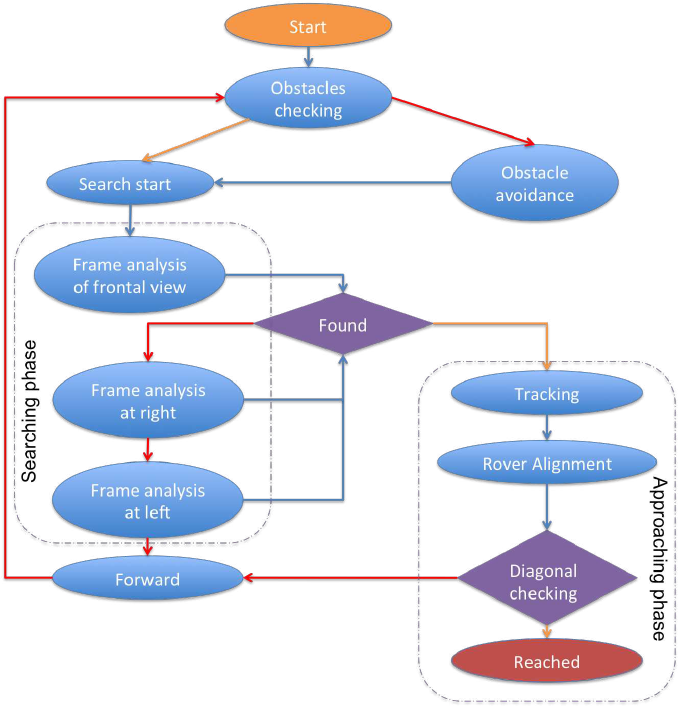 Start
Obstacles
checking
Search start
Obstacle
avoidance
Frame analysis
of frontal view
Found
Searching phase
Frame analysis
at right
Tracking
Frame analysis
at left
Rover Alignment
Approaching phase
Forward
Diagonal
checking
Reached